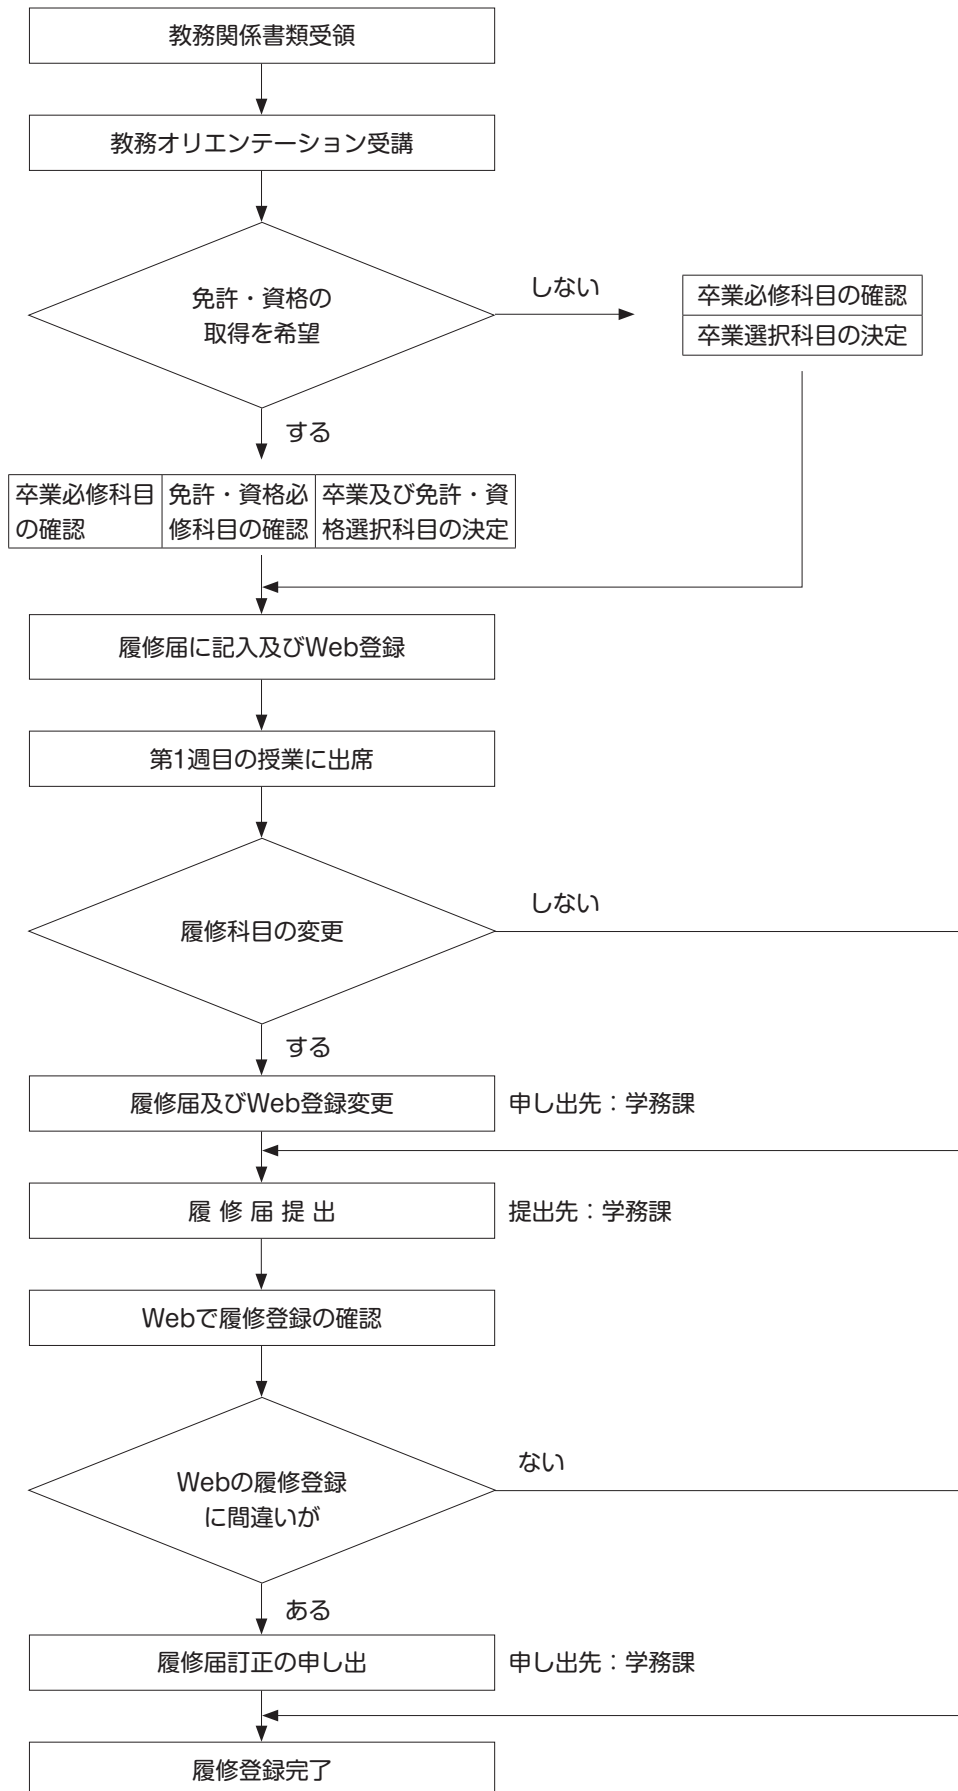 教務関係書類受領
教務オリエンテーション受講
免許・資格の
取得を希望
しない
卒業必修科目の確認
卒業選択科目の決定
する
卒業必修科目
の確認
免許・資格必
修科目の確認
卒業及び免許・資
格選択科目の決定
履修届に記入及びWeb登録
第1週目の授業に出席
履修科目の変更
しない
する
履修届及びWeb登録変更
申し出先：学務課
履 修 届 提 出
提出先：学務課
Webで履修登録の確認
Webの履修登録
に間違いが
ない
ある
履修届訂正の申し出
申し出先：学務課
履修登録完了